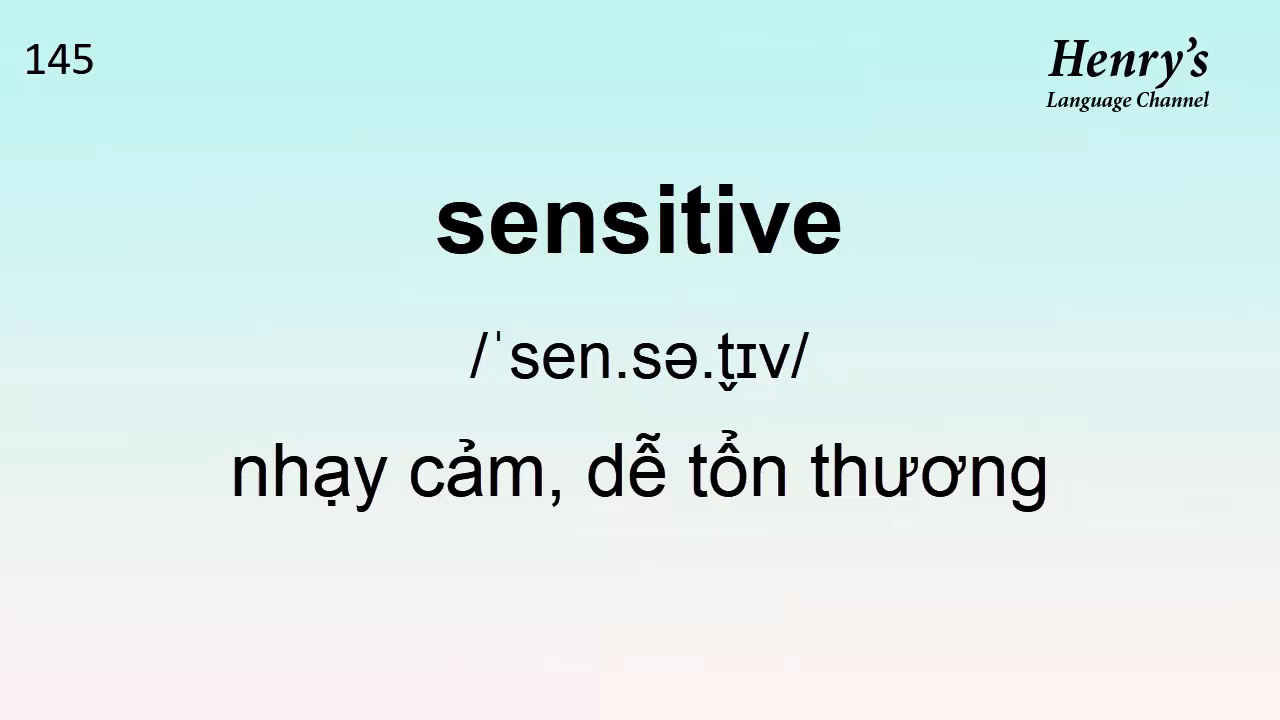 145
Henry's
Language Channel
sensitive
/ˈsen.sə.t̬ɪv/
nhạy cảm, dễ tổn thương